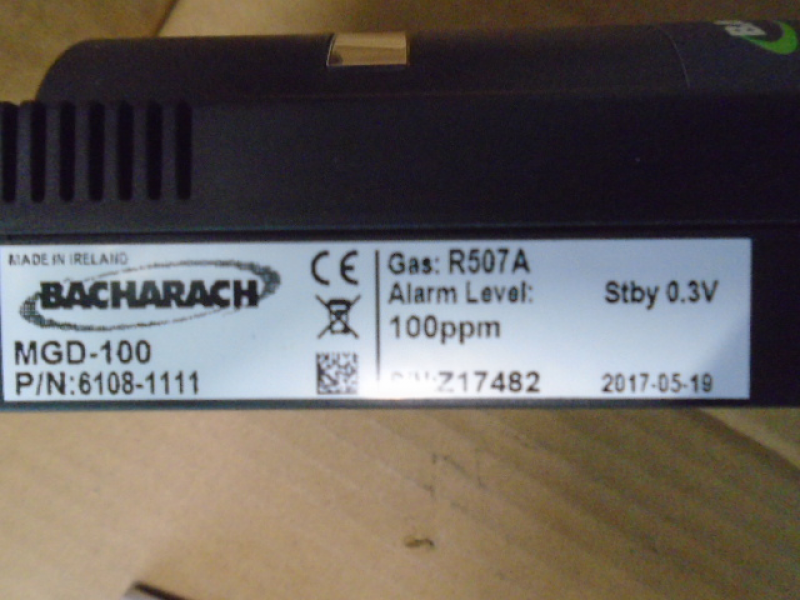 MADE IN IRELAND
BACHARACH
MGD-100
P/N:6108-1111
CE
Gas: R507A
Alarm Level: Stby 0.3V
100ppm
S/N:Z17482 2017-05-19